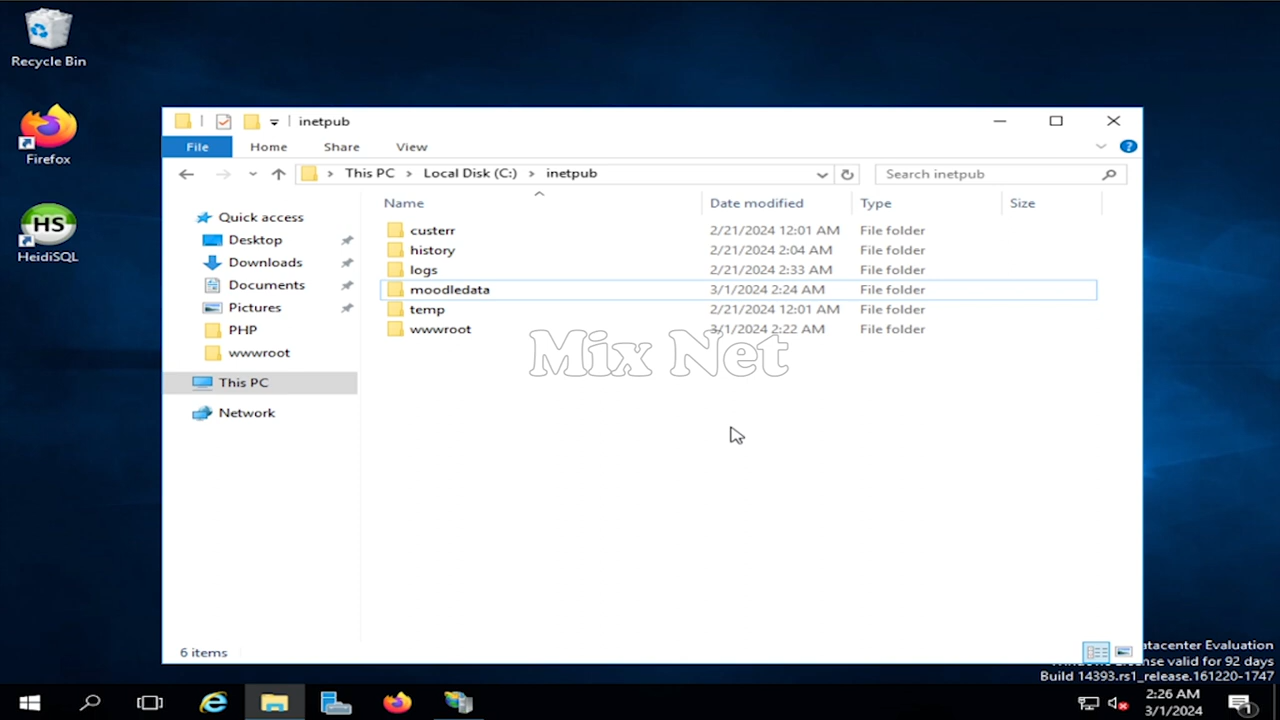 Recycle Bin
Firefox
HS
HeidiSQL
inetpub
File Home Share View
This PC Local Disk (C:) inetpub
Search inetpub
Name Date modified Type Size
Quick access
Desktop
Downloads
Documents
Pictures
PHP
wwwroot
This PC
Network
custerr 2/21/2024 12:01 AM File folder
history 2/21/2024 2:04 AM File folder
logs 2/21/2024 2:33 AM File folder
moodledata 3/1/2024 2:24 AM File folder
temp 2/21/2024 12:01 AM File folder
wwwroot 3/1/2024 2:22 AM File folder
Mix Net
6 items
atacenter Evaluation
valid for 92 days
Build 14393.rs1_release.161220-1747
2:26 AM
3/1/2024
1